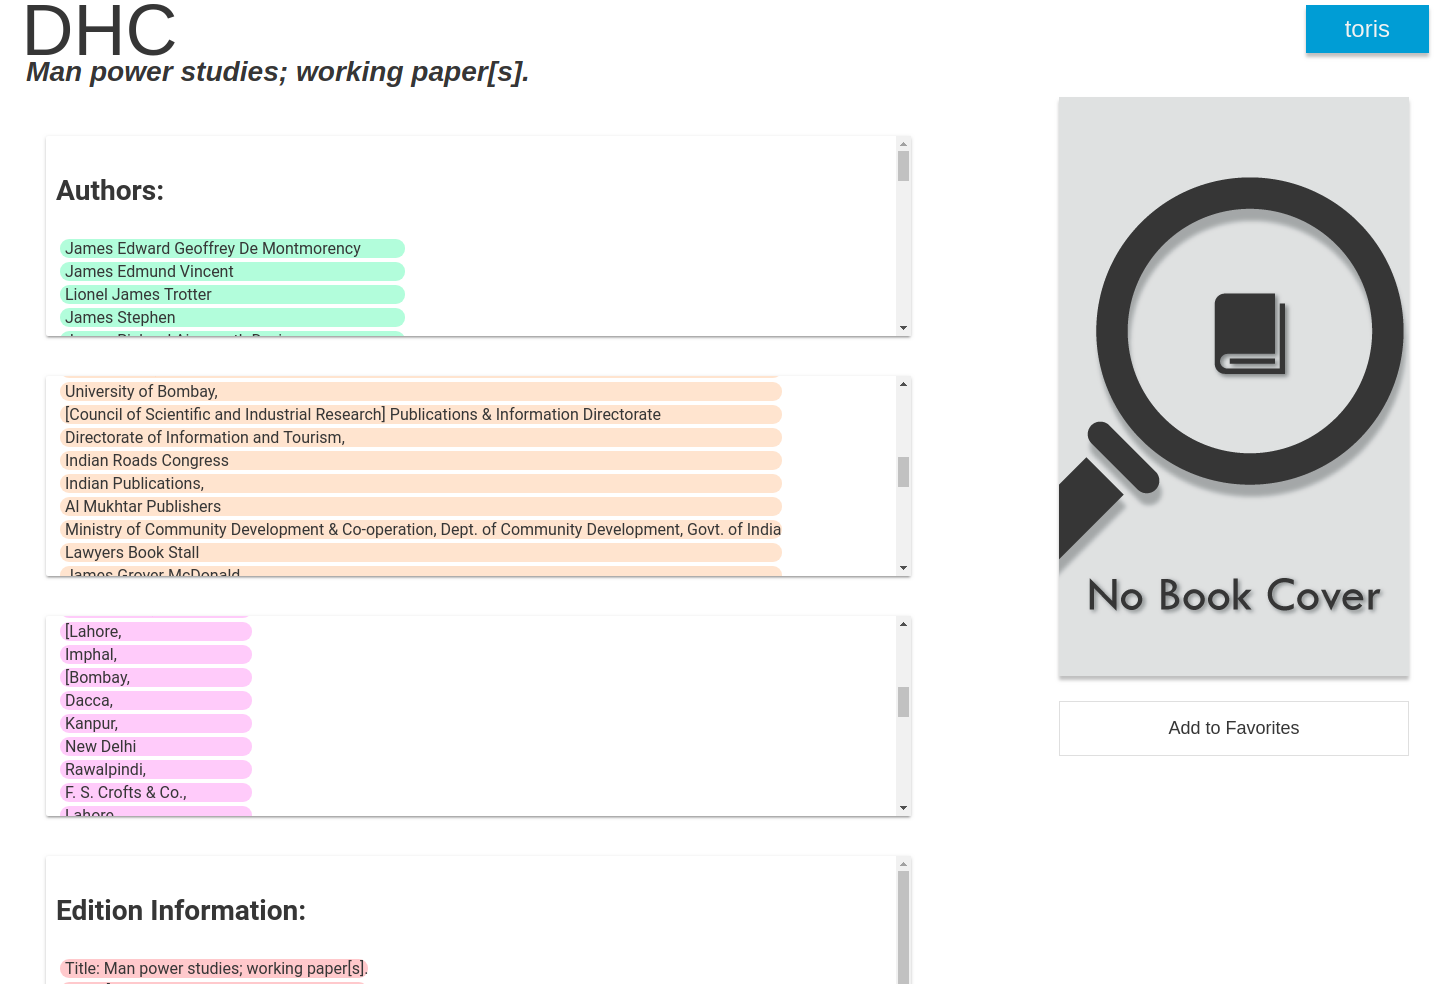 DHC
toris
Man power studies; working paper[s].
Authors:
James Edward Geoffrey De Montmorency
James Edmund Vincent
Lionel James Trotter
James Stephen
University of Bombay,
[Council of Scientific and Industrial Research] Publications & Information Directorate
Directorate of Information and Tourism,
Indian Roads Congress
Indian Publications,
Al Mukhtar Publishers
Ministry of Community Development & Co-operation, Dept. of Community Development, Govt. of India
Lawyers Book Stall
James Grover McDonald
[Lahore,
Imphal,
[Bombay,
Dacca,
Kanpur,
New Delhi
Rawalpindi,
F. S. Crofts & Co.,
Lahore
No Book Cover
Add to Favorites
Edition Information:
Title: Man power studies; working paper[s].